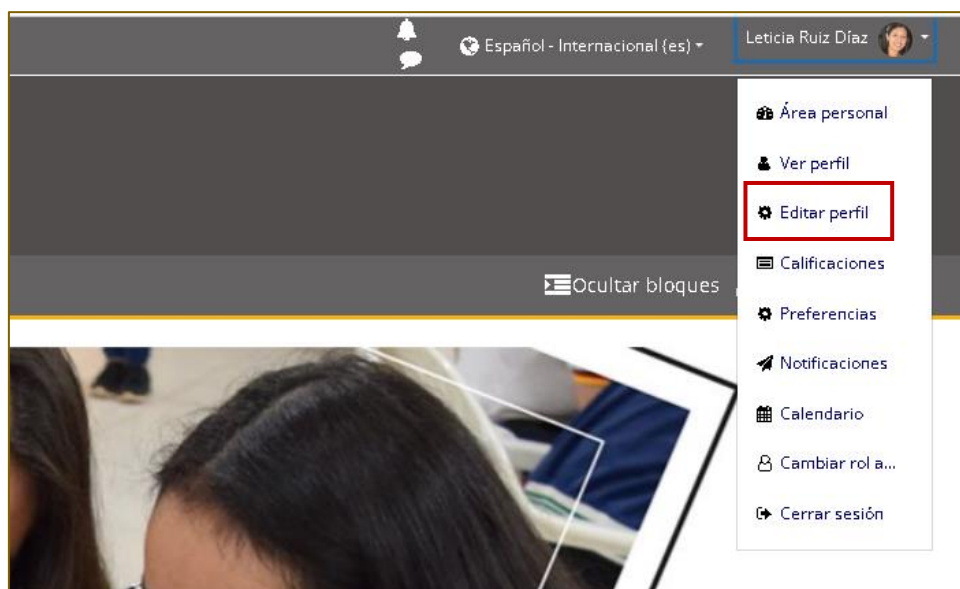 Español - Internacional (es)
Leticia Ruiz Díaz
Área personal
Ver perfil
Editar perfil
Calificaciones
Ocultar bloques
Preferencias
Notificaciones
Calendario
Cambiar rol a...
Cerrar sesión